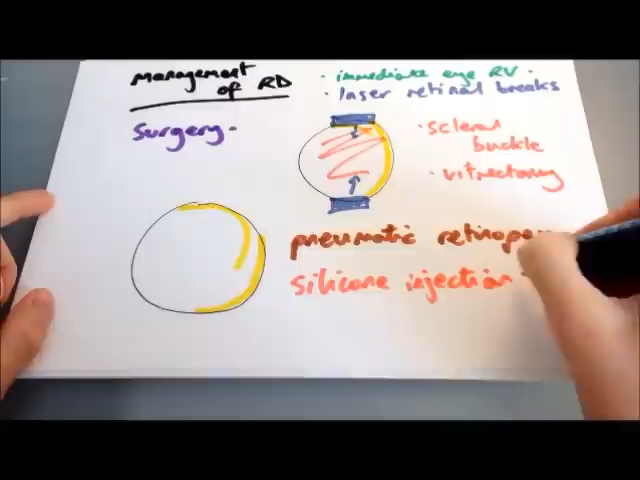 management of RD
• immediate eye RV.
• laser retinal breaks
Surgery.
• scleral buckle
• vitrectomy
pneumatic
silicone injection